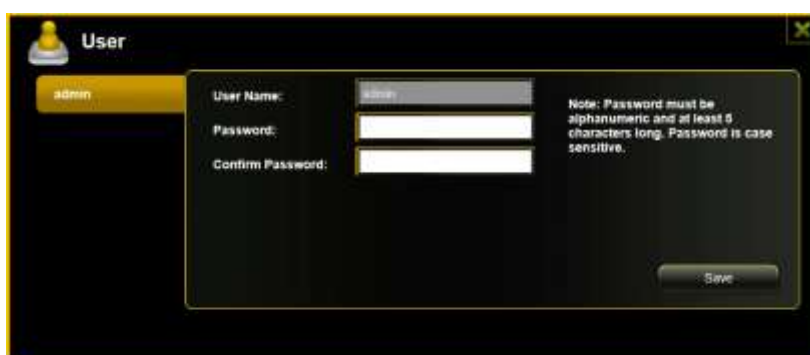 User
admin
User Name:
admin
Password:
Confirm Password:
Note: Password must be
alphanumeric and at least 5
characters long. Password is case
sensitive.
Save